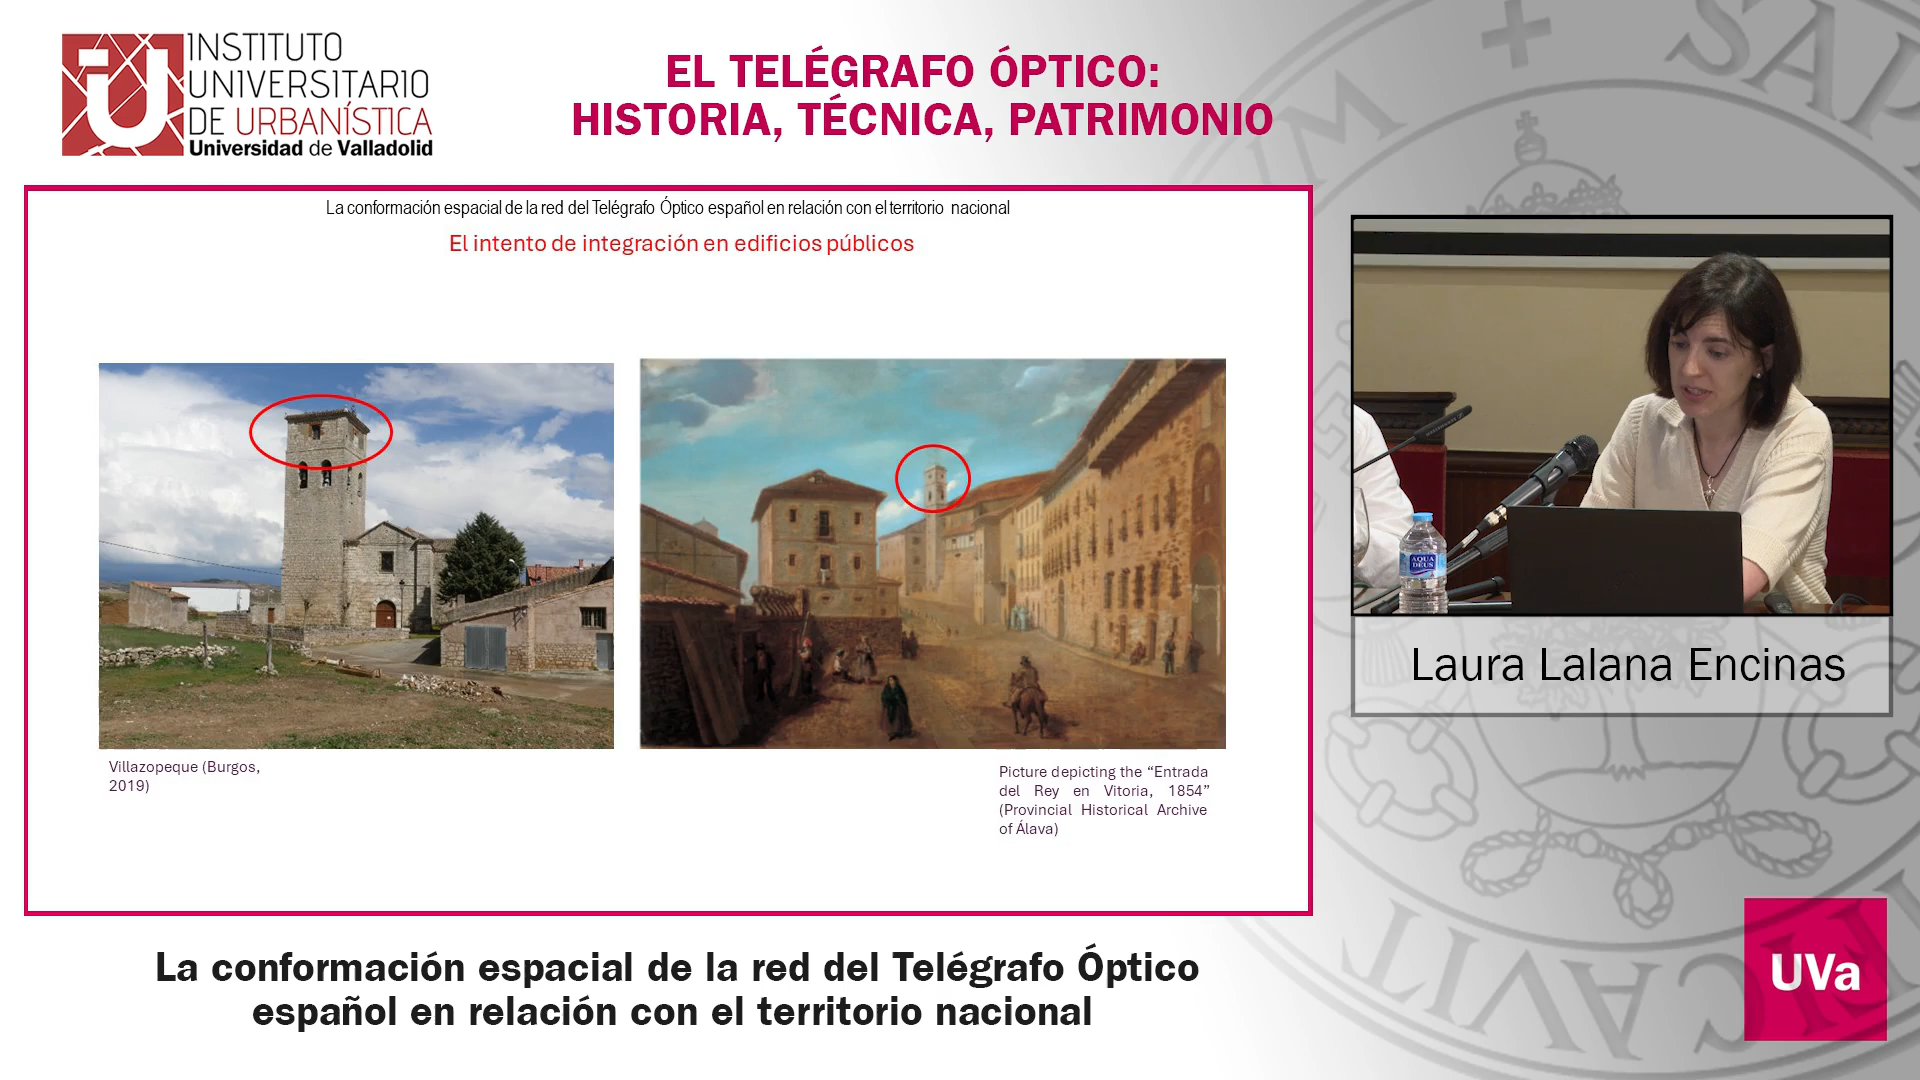 INSTITUTO
UNIVERSITARIO
DE URBANÍSTICA
Universidad de Valladolid
EL TELÉGRAFO ÓPTICO:
HISTORIA, TÉCNICA, PATRIMONIO
La conformación espacial de la red del Telégrafo Óptico español en relación con el territorio nacional
El intento de integración en edificios públicos
Villazopeque (Burgos,
2019)
Picture depicting the “Entrada
del Rey en Vitoria, 1854”
(Provincial Historical Archive
of Álava)
AQUA
DEUS
Laura Lalana Encinas
La conformación espacial de la red del Telégrafo Óptico
español en relación con el territorio nacional
UVa